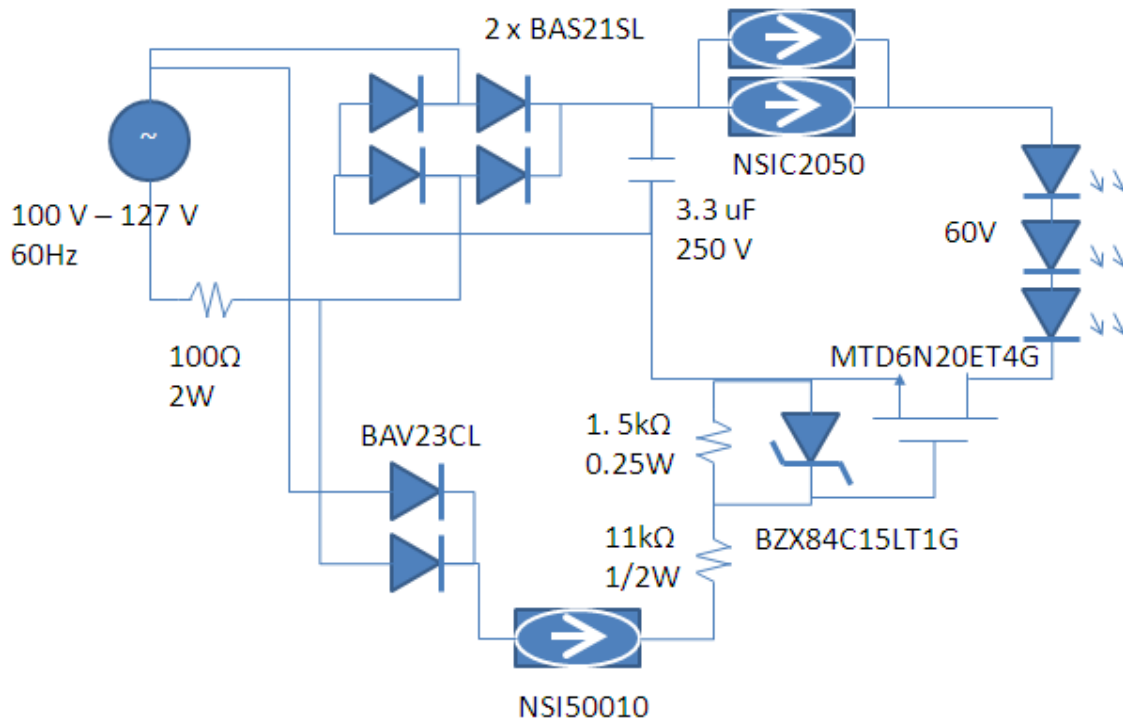 2 x BAS21SL
~
100 V – 127 V
60Hz
NSIC2050
3.3 uF
250 V
60V
100Ω
2W
MTD6N20ET4G
BAV23CL
1. 5kΩ
0.25W
BZX84C15LT1G
11kΩ
1/2W
NSI50010